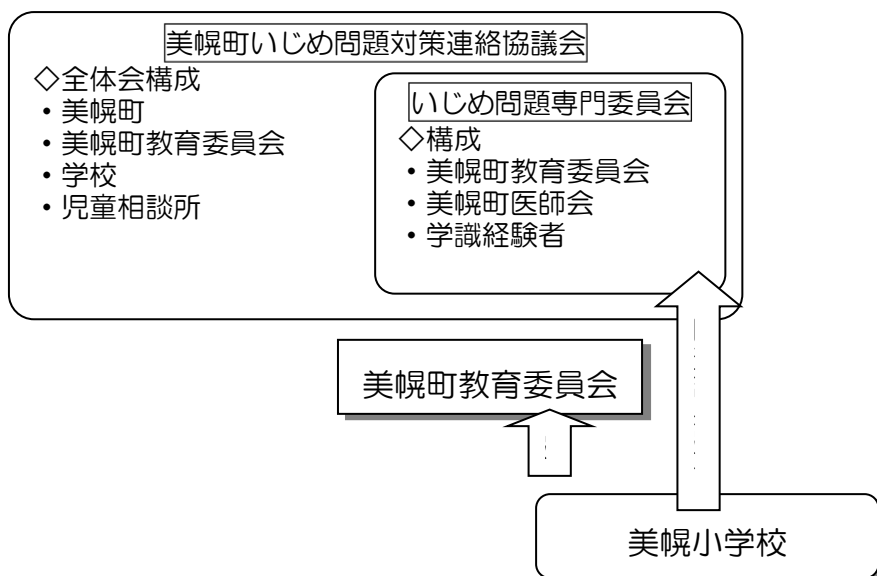 美幌町いじめ問題対策連絡協議会
◇全体会構成
・美幌町
・美幌町教育委員会
・学校
・児童相談所
いじめ問題専門委員会
◇構成
・美幌町教育委員会
・美幌町医師会
・学識経験者
美幌町教育委員会
美幌小学校